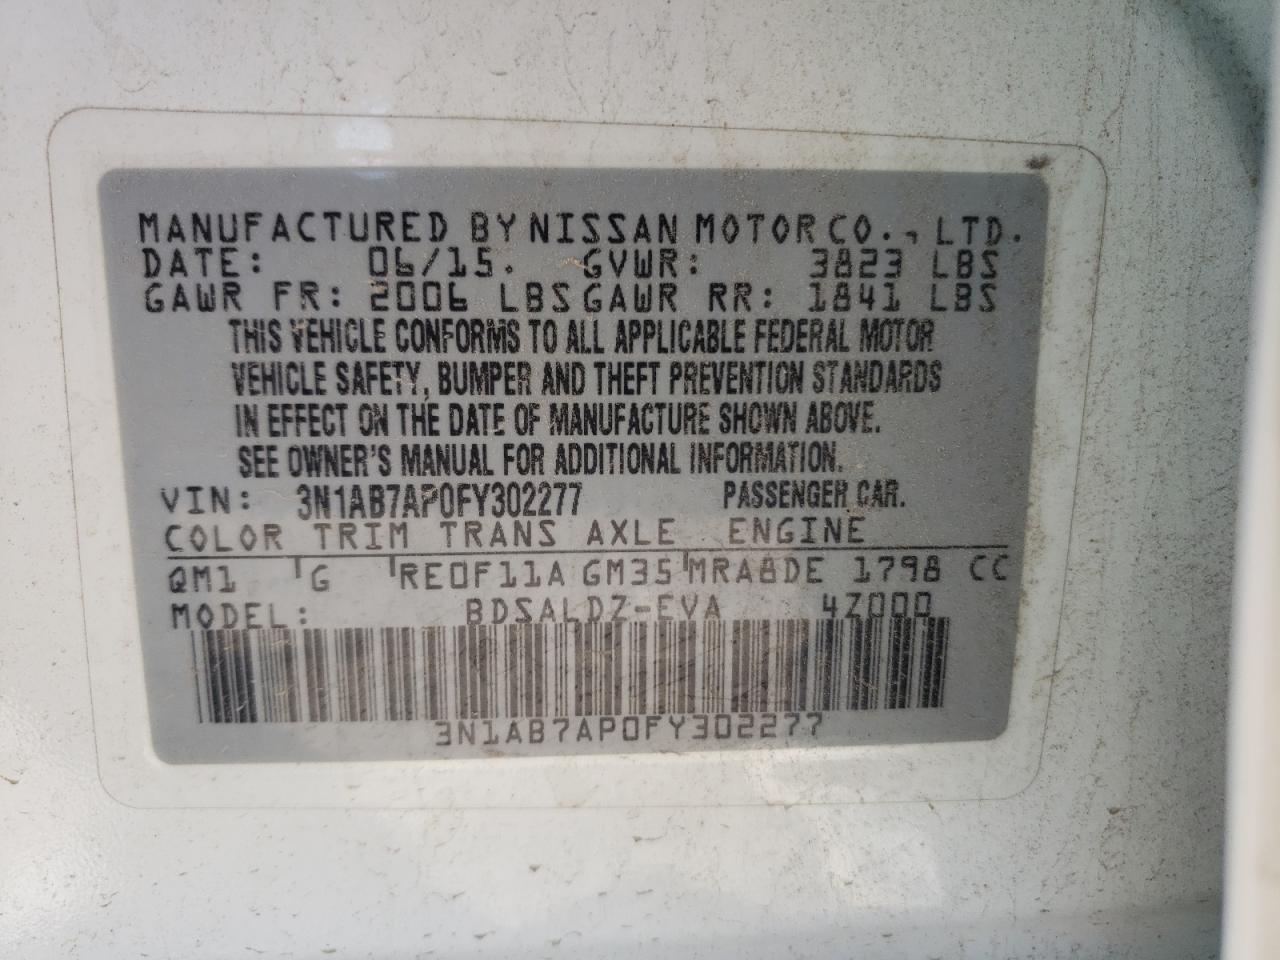 MANUFACTURED BY NISSAN MOTOR CO., LTD.
DATE: 06/15. GVWR: 3823 LBS
GAWR FR: 2006 LBS GAWR RR: 1841 LBS
THIS VEHICLE CONFORMS TO ALL APPLICABLE FEDERAL MOTOR
VEHICLE SAFETY, BUMPER AND THEFT PREVENTION STANDARDS
IN EFFECT ON THE DATE OF MANUFACTURE SHOWN ABOVE.
SEE OWNER'S MANUAL FOR ADDITIONAL INFORMATION.
VIN: 3N1AB7AP0FY302277 PASSENGER CAR.
COLOR TRIM TRANS AXLE ENGINE
QM1 G RE0F11A GM35 MRA8DE 1798 CC
MODEL: BDSALDZ-EVA 4Z000
3N1AB7AP0FY302277